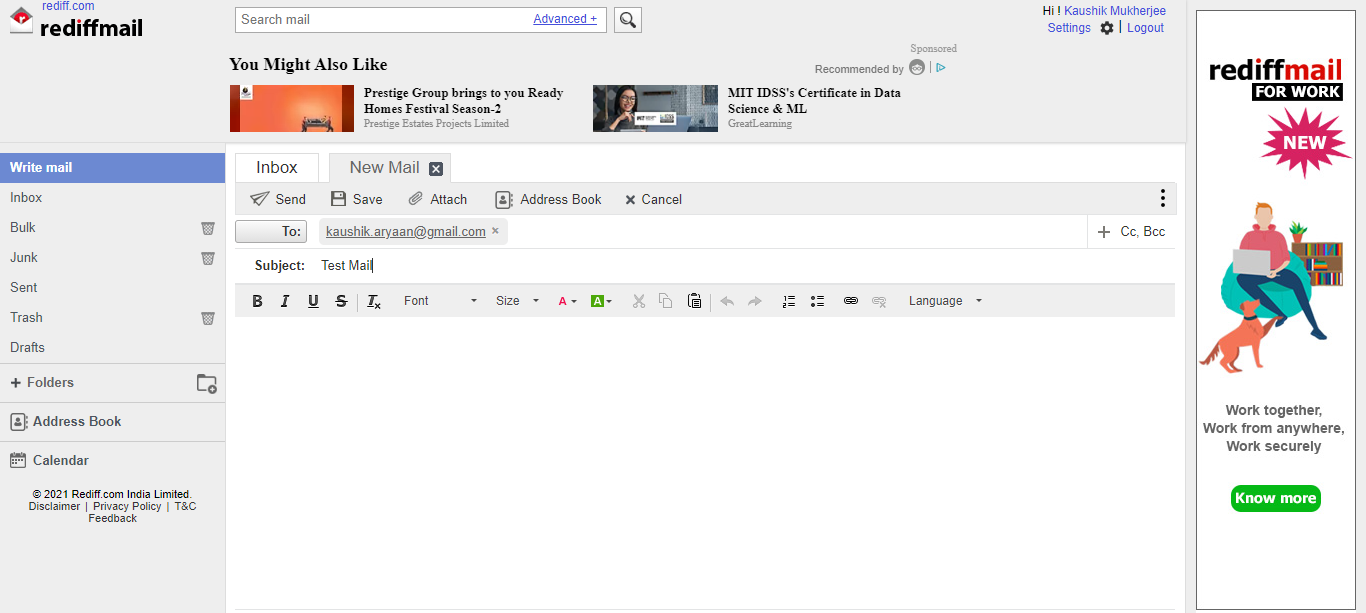 rediff.com
rediffmail
Search mail
Advanced +
Hi ! Kaushik Mukherjee
Settings | Logout
You Might Also Like
Sponsored
Recommended by
Prestige Group brings to you Ready
Homes Festival Season-2
Prestige Estates Projects Limited
MIT IDSS's Certificate in Data
Science & ML
GreatLearning
Write mail
Inbox
Bulk
Junk
Sent
Trash
Drafts
+ Folders
Address Book
Calendar
© 2021 Rediff.com India Limited.
Disclaimer | Privacy Policy | T&C
Feedback
Inbox
New Mail
Send
Save
Attach
Address Book
Cancel
To:
kaushik.aryaan@gmail.com ×
+ Cc, Bcc
Subject:
Test Mail
B I U S Tx
Font
Size
A
A
Language
rediffmail
FOR WORK
NEW
Work together,
Work from anywhere,
Work securely
Know more